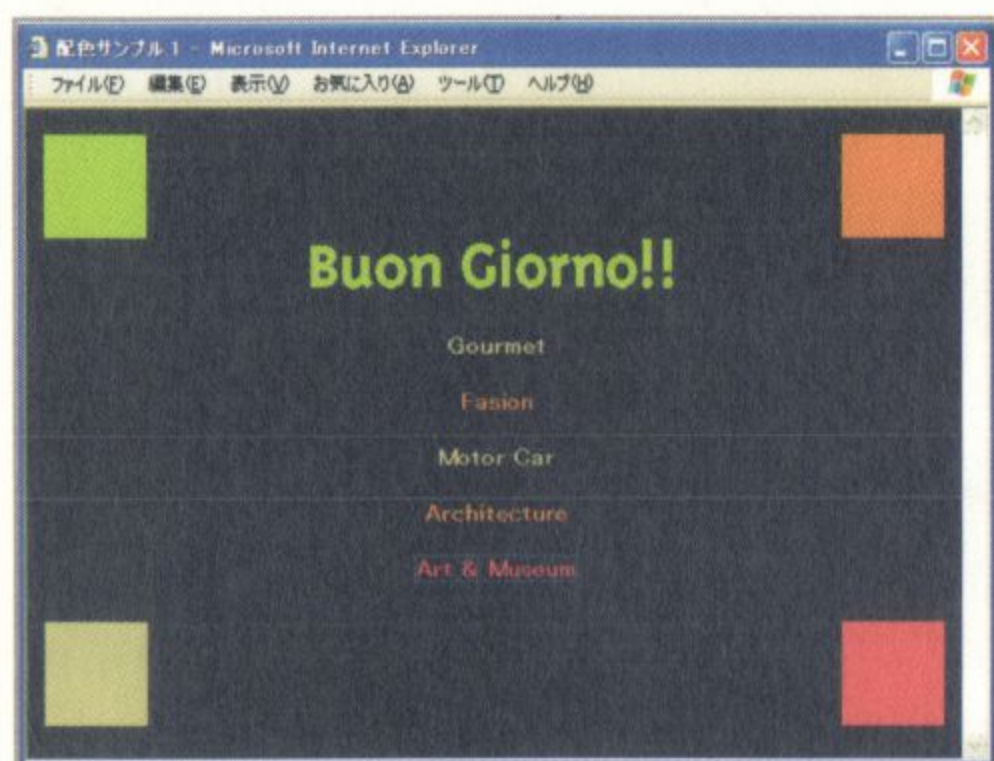 配色サンプル1 - Microsoft Internet Explorer
ファイル(F) 編集(E) 表示(V) お気に入り(A) ツール(T) ヘルプ(H)
Buon Giorno!!
Gourmet
Fasion
Motor Car
Architecture
Art & Museum